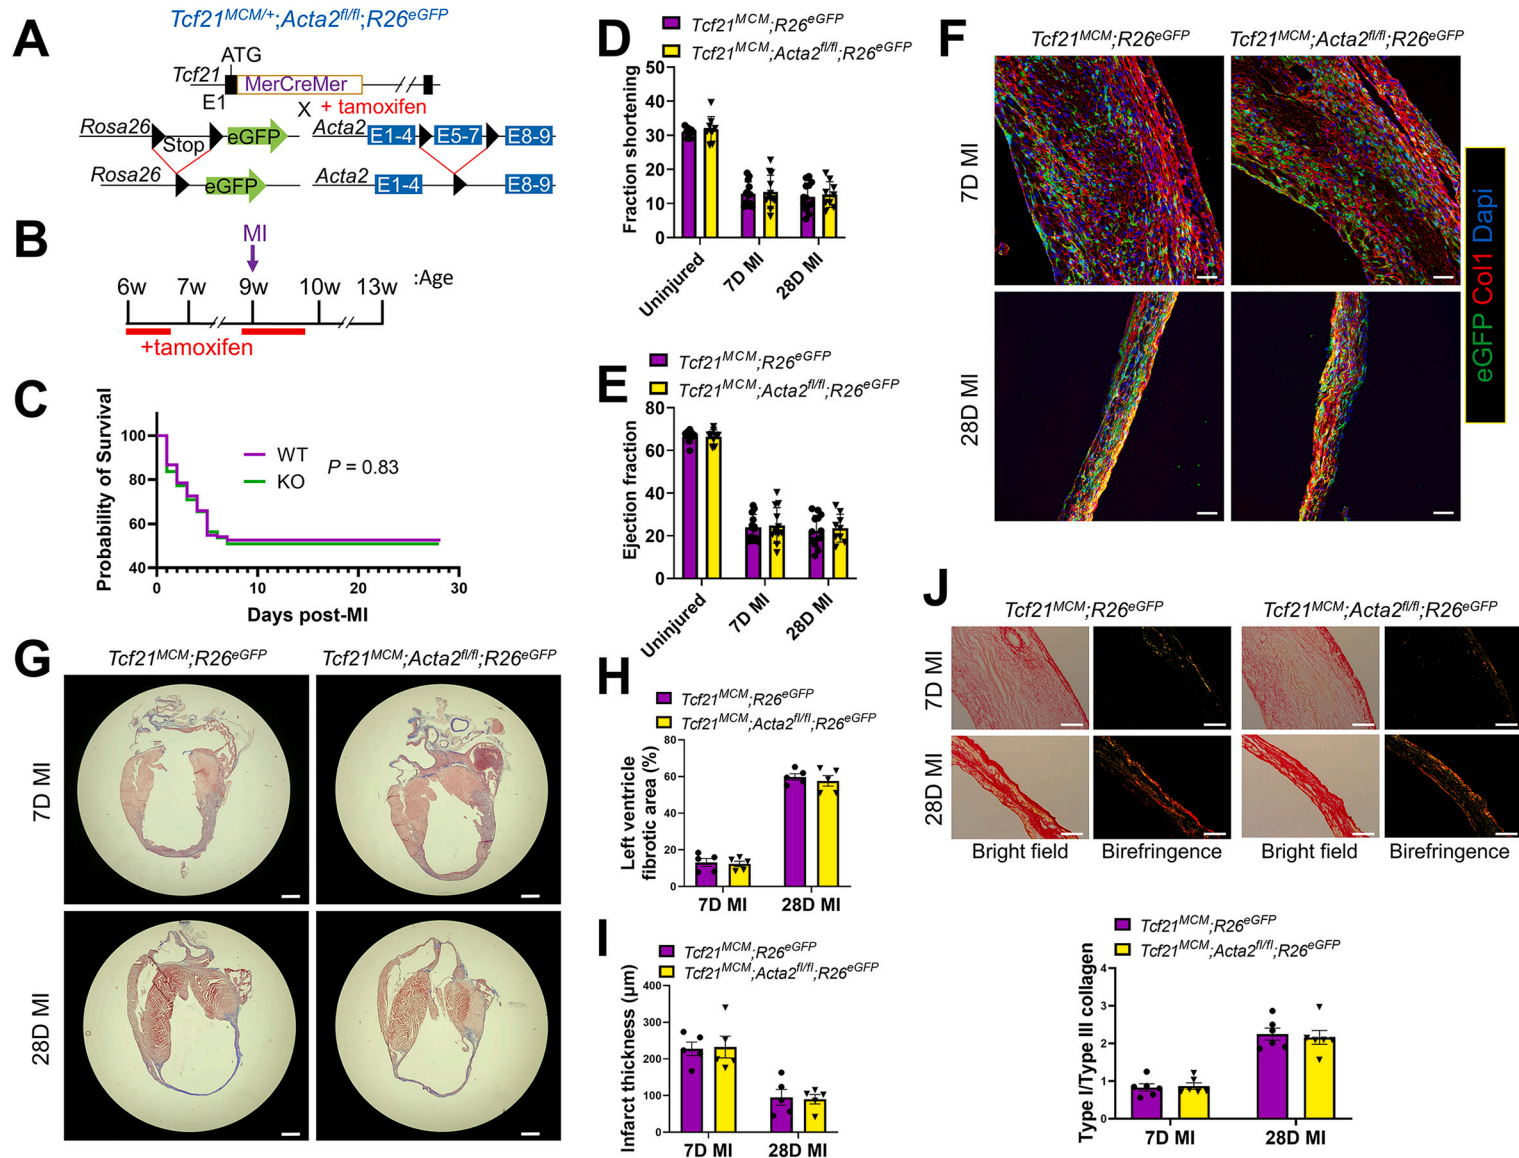 A
Tcf21MCM/+;Acta2fl/fl;R26eGFP
ATG
Tcf21
MerCreMer
E1
X + tamoxifen
Rosa26
Stop
eGFP
Acta2
E1-4
E5-7
E8-9
Rosa26
eGFP
Acta2
E1-4
E8-9
B
MI
6w 7w 9w 10w 13w :Age
+tamoxifen
C
Probability of Survival
100
80
60
40
WT
KO
P = 0.83
0 10 20 30
Days post-MI
D
Tcf21MCM;R26eGFP
Tcf21MCM;Acta2fl/fl;R26eGFP
Fraction shortening
50
40
30
20
10
0
Uninjured
7D MI
28D MI
E
Tcf21MCM;R26eGFP
Tcf21MCM;Acta2fl/fl;R26eGFP
Ejection fraction
80
60
40
20
0
Uninjured
7D MI
28D MI
F
Tcf21MCM;R26eGFP
Tcf21MCM;Acta2fl/fl;R26eGFP
7D MI
28D MI
eGFP Col1 Dapi
G
Tcf21MCM;R26eGFP
Tcf21MCM;Acta2fl/fl;R26eGFP
7D MI
28D MI
H
Tcf21MCM;R26eGFP
Tcf21MCM;Acta2fl/fl;R26eGFP
Left ventricle
fibrotic area (%)
80
60
40
20
0
7D MI
28D MI
I
Tcf21MCM;R26eGFP
Tcf21MCM;Acta2fl/fl;R26eGFP
Infarct thickness (µm)
400
300
200
100
0
7D MI
28D MI
J
Tcf21MCM;R26eGFP
Tcf21MCM;Acta2fl/fl;R26eGFP
7D MI
28D MI
Bright field
Birefringence
Bright field
Birefringence
Tcf21MCM;R26eGFP
Tcf21MCM;Acta2fl/fl;R26eGFP
Type I/Type III collagen
4
3
2
1
0
7D MI
28D MI